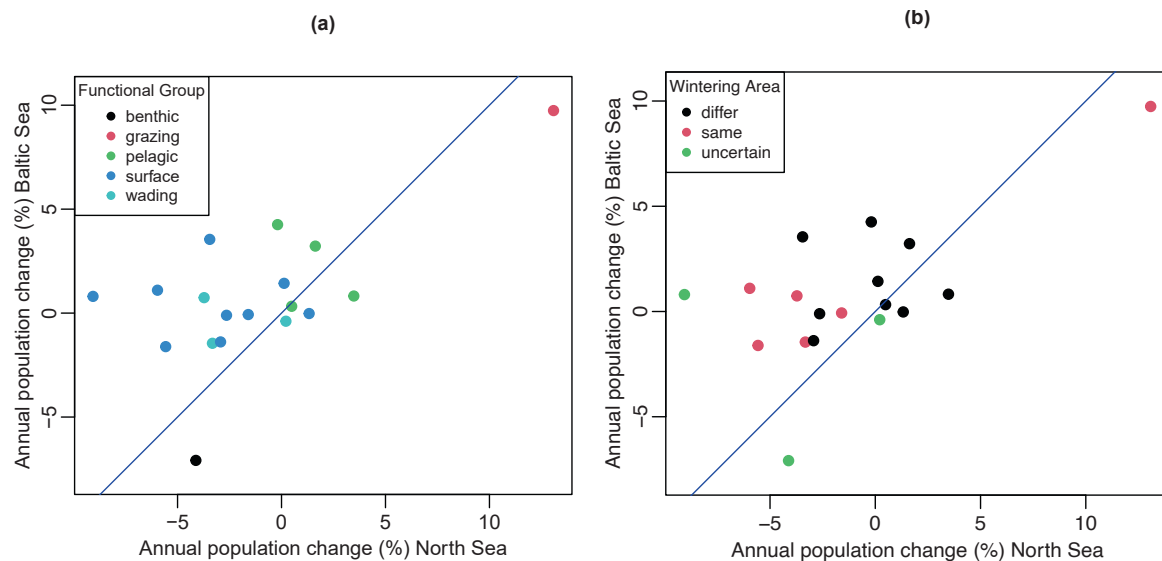 (a)
Functional Group
benthic
grazing
pelagic
surface
wading
10
5
0
−5
Annual population change (%) Baltic Sea
−5
0
5
10
Annual population change (%) North Sea
(b)
Wintering Area
differ
same
uncertain
10
5
0
−5
Annual population change (%) Baltic Sea
−5
0
5
10
Annual population change (%) North Sea